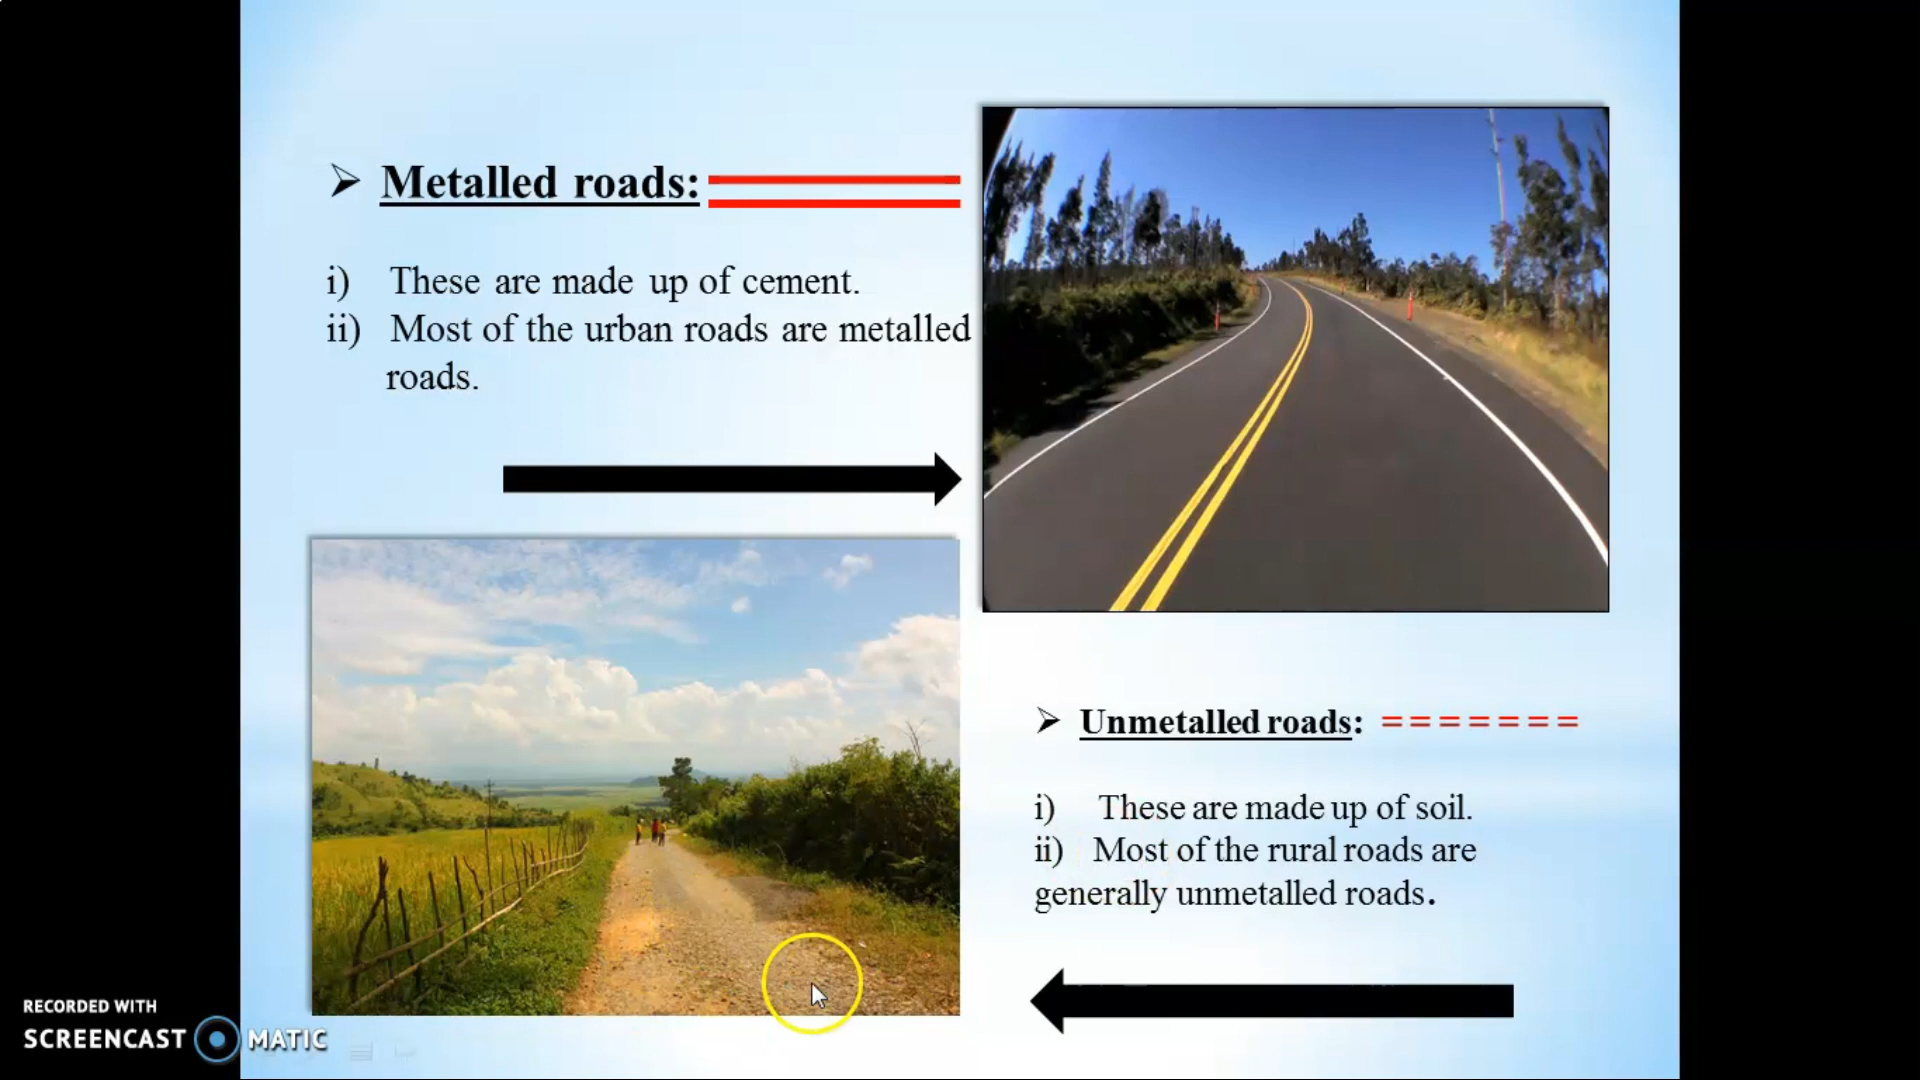 ➢ Metalled roads:
i) These are made up of cement.
ii) Most of the urban roads are metalled
roads.
➢ Unmetalled roads: = = = = = = =
i) These are made up of soil.
ii) Most of the rural roads are
generally unmetalled roads.
RECORDED WITH
SCREENCAST MATIC